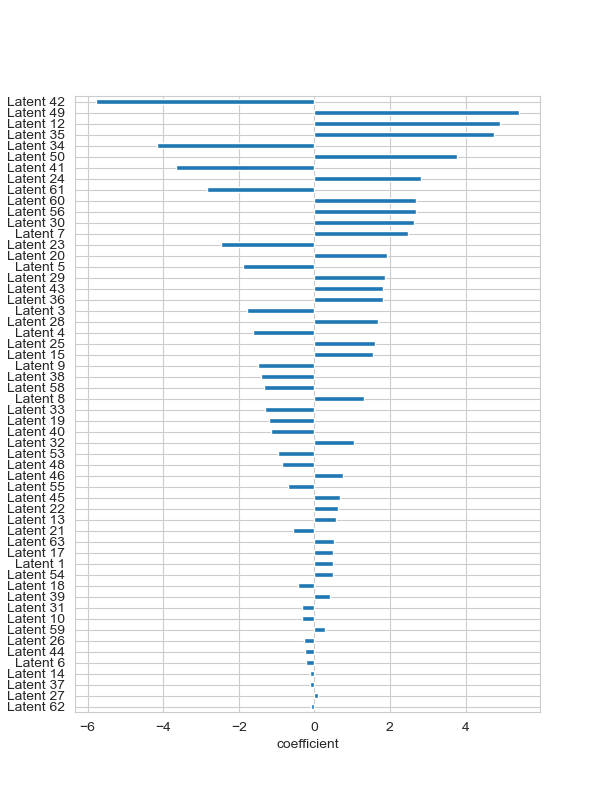 Latent 42
Latent 49
Latent 12
Latent 35
Latent 34
Latent 50
Latent 41
Latent 24
Latent 61
Latent 60
Latent 56
Latent 30
Latent 7
Latent 23
Latent 20
Latent 5
Latent 29
Latent 43
Latent 36
Latent 3
Latent 28
Latent 4
Latent 25
Latent 15
Latent 9
Latent 38
Latent 58
Latent 8
Latent 33
Latent 19
Latent 40
Latent 32
Latent 53
Latent 48
Latent 46
Latent 55
Latent 45
Latent 22
Latent 13
Latent 21
Latent 63
Latent 17
Latent 1
Latent 54
Latent 18
Latent 39
Latent 31
Latent 10
Latent 59
Latent 26
Latent 44
Latent 6
Latent 14
Latent 37
Latent 27
Latent 62
−6 −4 −2 0 2 4
coefficient